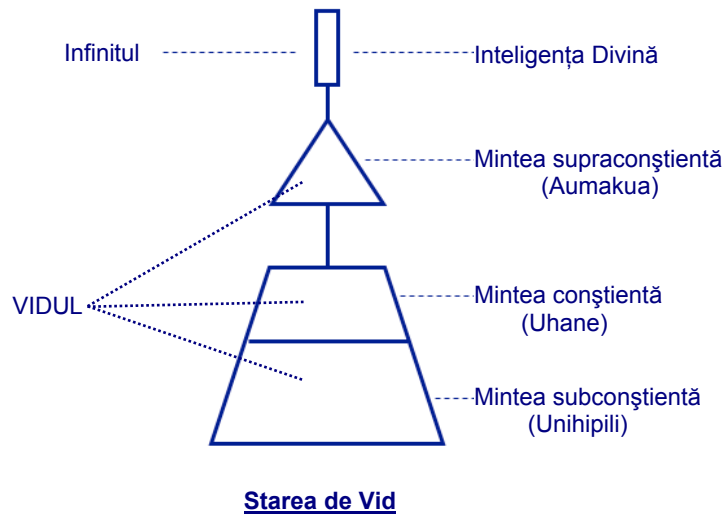 Infinitul
Inteligența Divină
Mintea supraconştientă
(Aumakua)
VIDUL
Mintea conştientă
(Uhane)
Mintea subconştientă
(Unihipili)
Starea de Vid